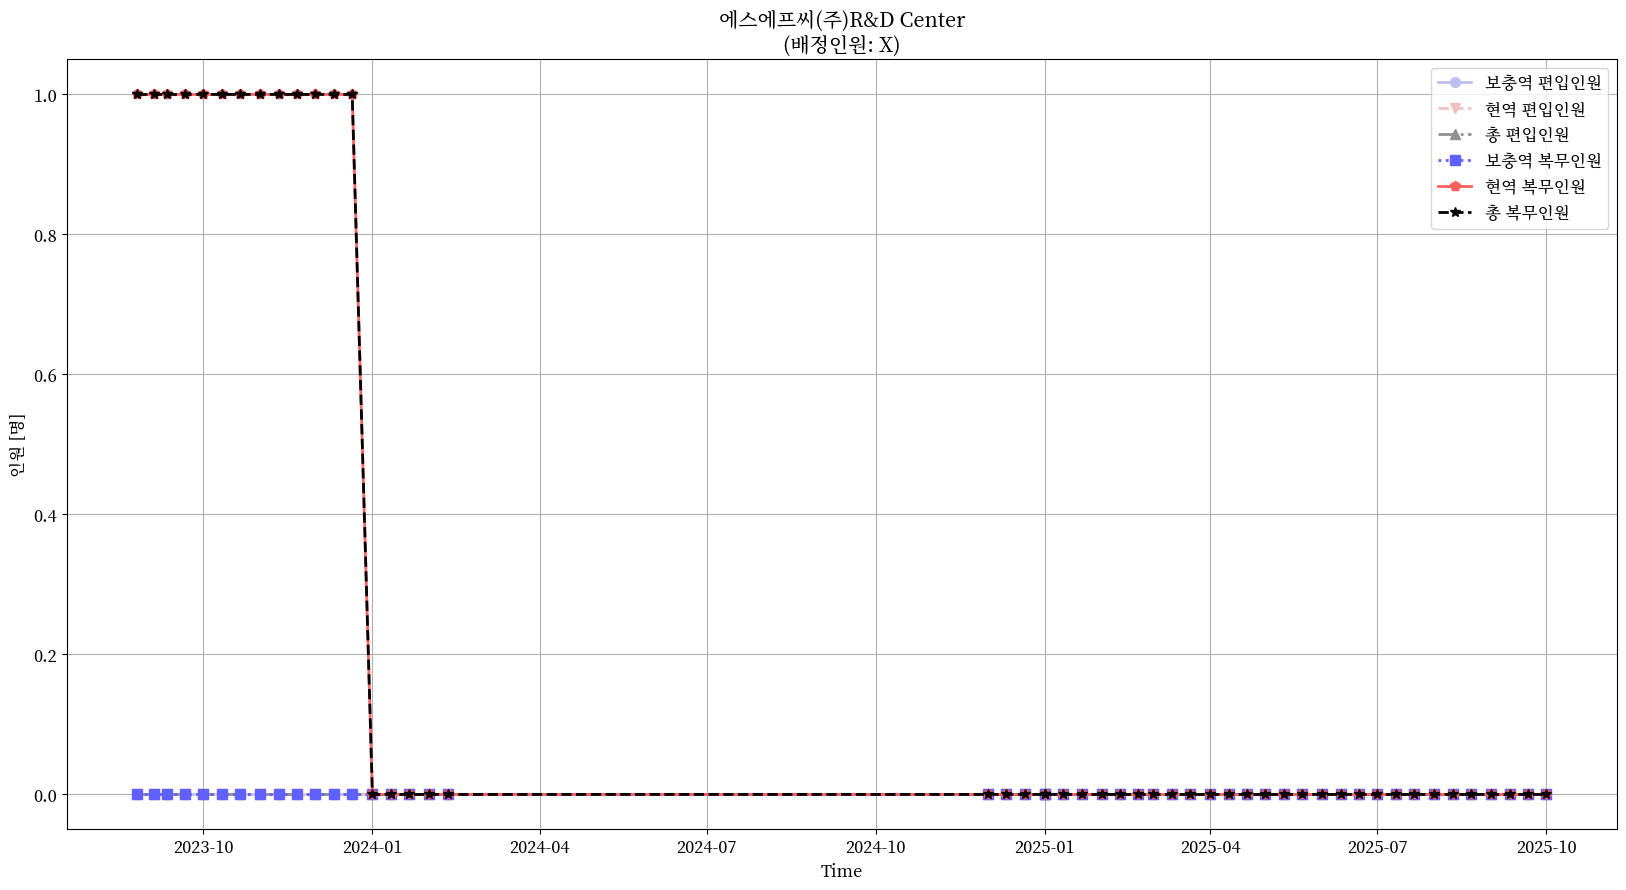 에스에프씨(주)R&D Center
(배정인원: X)
보충역 편입인원
현역 편입인원
총 편입인원
보충역 복무인원
현역 복무인원
총 복무인원
인원 [명]
1.0
0.8
0.6
0.4
0.2
0.0
2023-10
2024-01
2024-04
2024-07
2024-10
2025-01
2025-04
2025-07
2025-10
Time